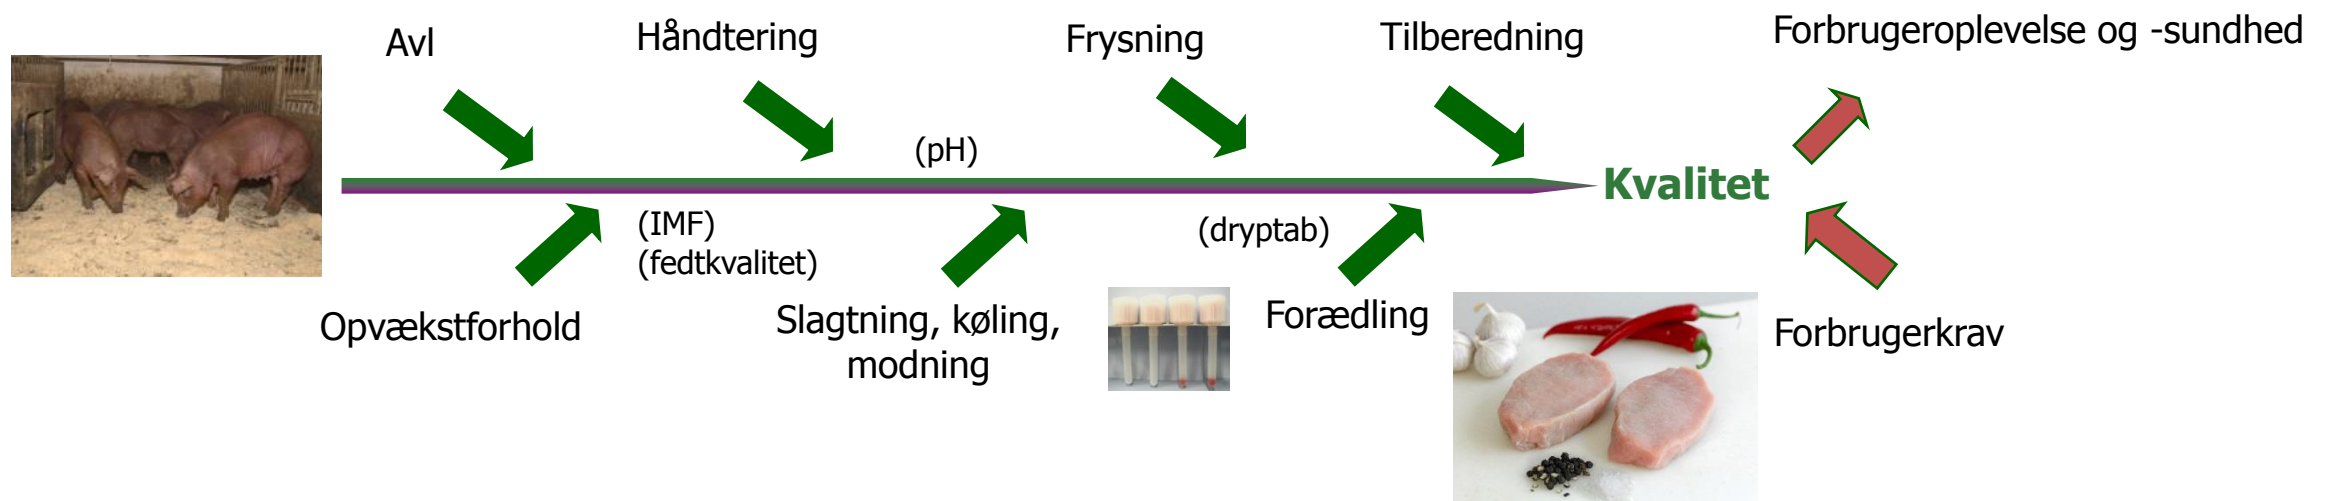 Avl
Håndtering
Frysning
Tilberedning
Forbrugeroplevelse og -sundhed
(pH)
Kvalitet
(IMF)
(fedtkvalitet)
(dryptab)
Opvækstforhold
Slagtning, køling,
modning
Forædling
Forbrugerkrav